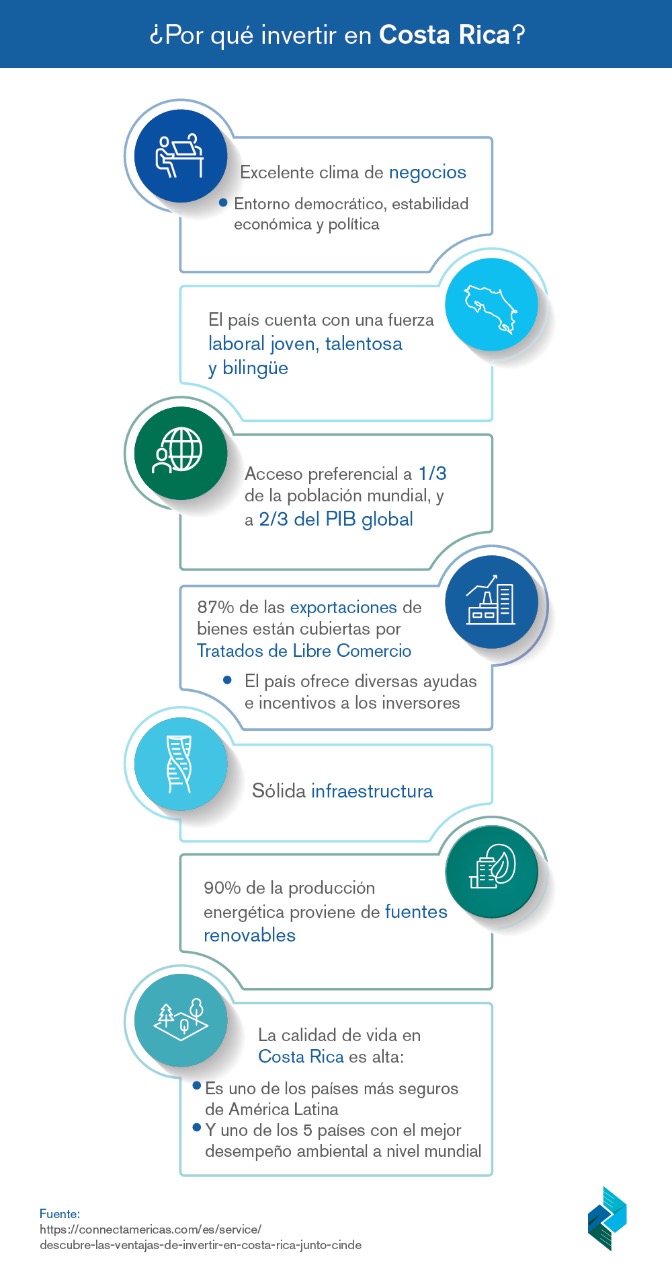 ¿Por qué invertir en Costa Rica?
Excelente clima de negocios
• Entorno democrático, estabilidad
económica y política
El país cuenta con una fuerza
laboral joven, talentosa
y bilingüe
Acceso preferencial a 1/3
de la población mundial, y
a 2/3 del PIB global
87% de las exportaciones de
bienes están cubiertas por
Tratados de Libre Comercio
• El país ofrece diversas ayudas
e incentivos a los inversores
Sólida infraestructura
90% de la producción
energética proviene de fuentes
renovables
La calidad de vida en
Costa Rica es alta:
• Es uno de los países más seguros
de América Latina
• Y uno de los 5 países con el mejor
desempeño ambiental a nivel mundial
Fuente:
https://connectamericas.com/es/service/
descubre-las-ventajas-de-invertir-en-costa-rica-junto-cinde